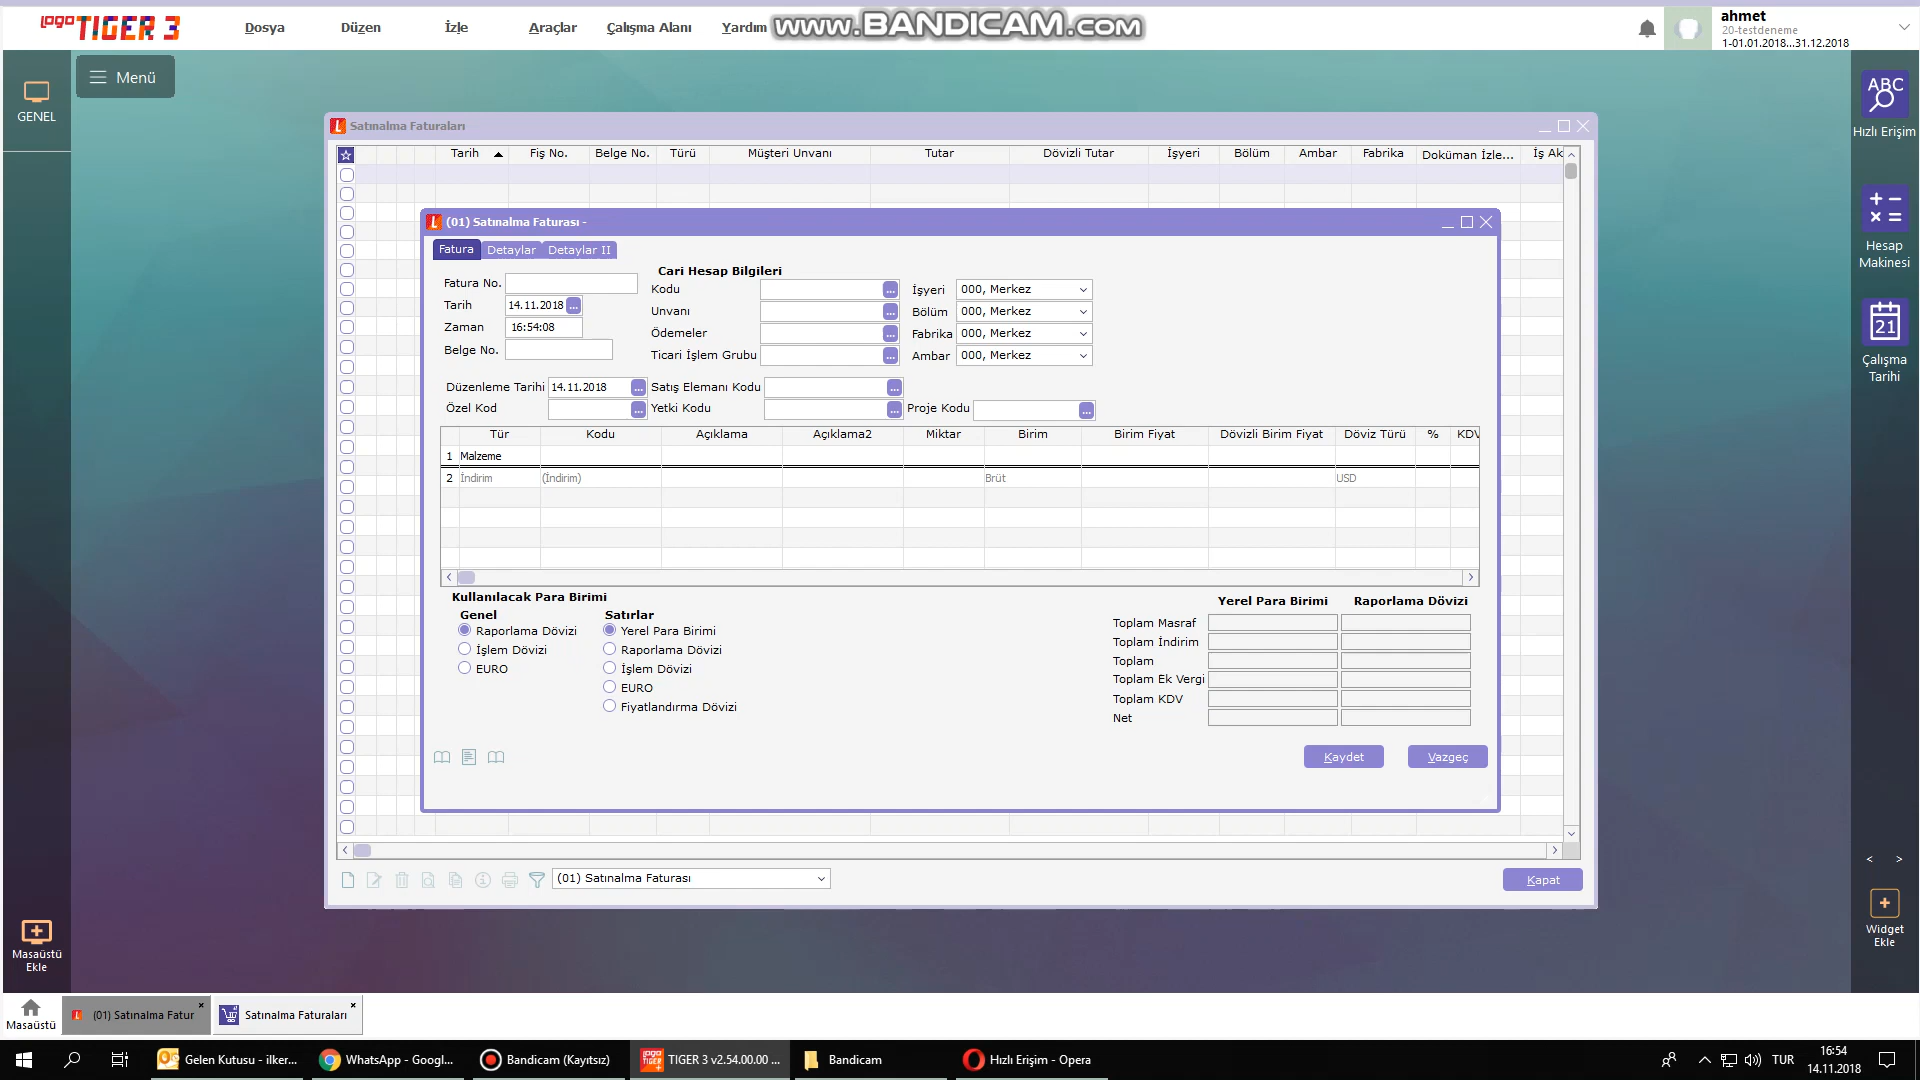 LOGO TIGER 3
Dosya Düzen İzle Araçlar Çalışma Alanı Yardım
www.BANDICAM.com
ahmet
20-testdeneme
1-01.01.2018...31.12.2018
Menü
GENEL
ABC
Hızlı Erişim
Hesap
Makinesi
21
Çalışma
Tarihi
Satınalma Faturaları
Tarih Fiş No. Belge No. Türü Müşteri Unvanı Tutar Dövizli Tutar İşyeri Bölüm Ambar Fabrika Doküman İzle... İş Ak
(01) Satınalma Faturası -
Fatura Detaylar Detaylar II
Fatura No.
Tarih 14.11.2018 ...
Zaman 16:54:08
Belge No.
Cari Hesap Bilgileri
Kodu ...
Unvanı ...
Ödemeler ...
Ticari İşlem Grubu ...
İşyeri 000, Merkez
Bölüm 000, Merkez
Fabrika 000, Merkez
Ambar 000, Merkez
Düzenleme Tarihi 14.11.2018 ... Satış Elemanı Kodu ...
Özel Kod ... Yetki Kodu ... Proje Kodu ...
Tür Kodu Açıklama Açıklama2 Miktar Birim Birim Fiyat Dövizli Birim Fiyat Döviz Türü % KDV
1 Malzeme
2 İndirim (İndirim) Brüt USD
Kullanılacak Para Birimi
Genel
Raporlama Dövizi
İşlem Dövizi
EURO
Satırlar
Yerel Para Birimi
Raporlama Dövizi
İşlem Dövizi
EURO
Fiyatlandırma Dövizi
Yerel Para Birimi Raporlama Dövizi
Toplam Masraf
Toplam İndirim
Toplam
Toplam Ek Vergi
Toplam KDV
Net
Kaydet Vazgeç
(01) Satınalma Faturası
Kapat
Masaüstü
Ekle
< >
Widget
Ekle
Masaüstü
(01) Satınalma Fatur
Satınalma Faturaları
Gelen Kutusu - ilker...
WhatsApp - Googl...
Bandicam (Kayıtsız)
TIGER 3 v2.54.00.00 ...
Bandicam
Hızlı Erişim - Opera
TUR
16:54
14.11.2018